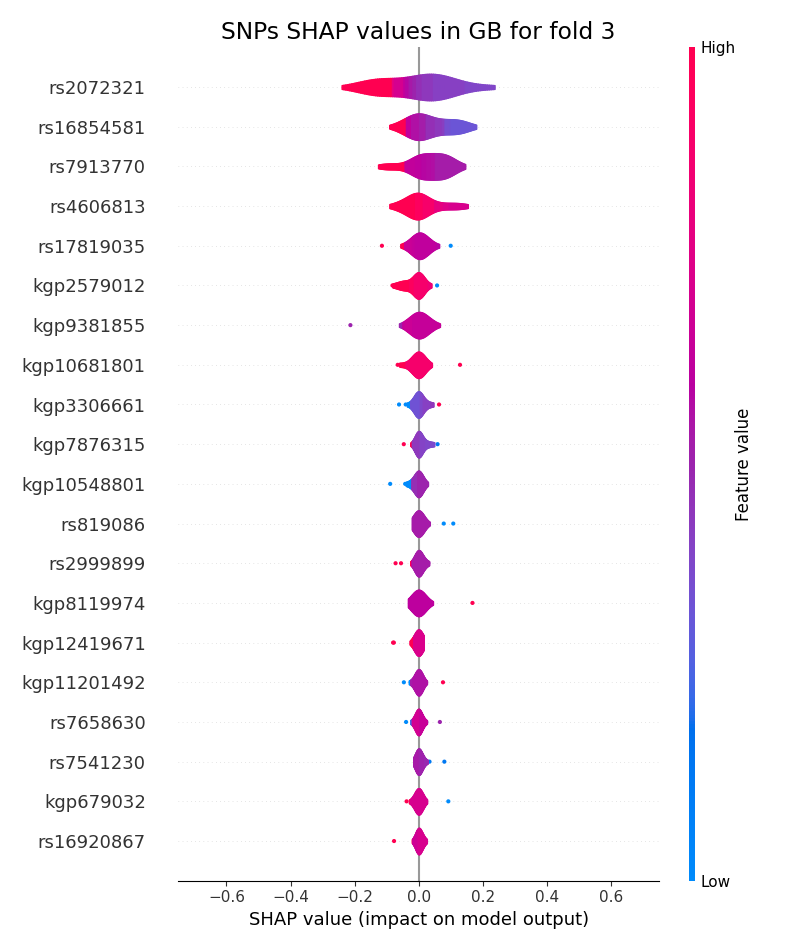 SNPs SHAP values in GB for fold 3
High
rs2072321
rs16854581
rs7913770
rs4606813
rs17819035
kgp2579012
kgp9381855
kgp10681801
kgp3306661
kgp7876315
kgp10548801
rs819086
rs2999899
kgp8119974
kgp12419671
kgp11201492
rs7658630
rs7541230
kgp679032
rs16920867
Feature value
Low
−0.6 −0.4 −0.2 0.0 0.2 0.4 0.6
SHAP value (impact on model output)